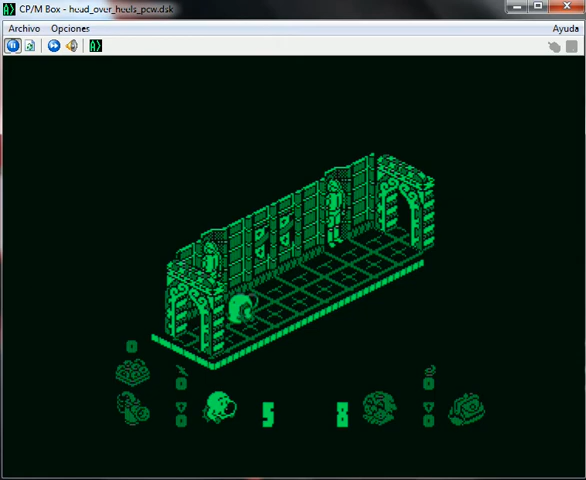 A> CP/M Box - head_over_heels_pcw.dsk
Archivo Opciones Ayuda
A>
0
0 0
5 8
0 0